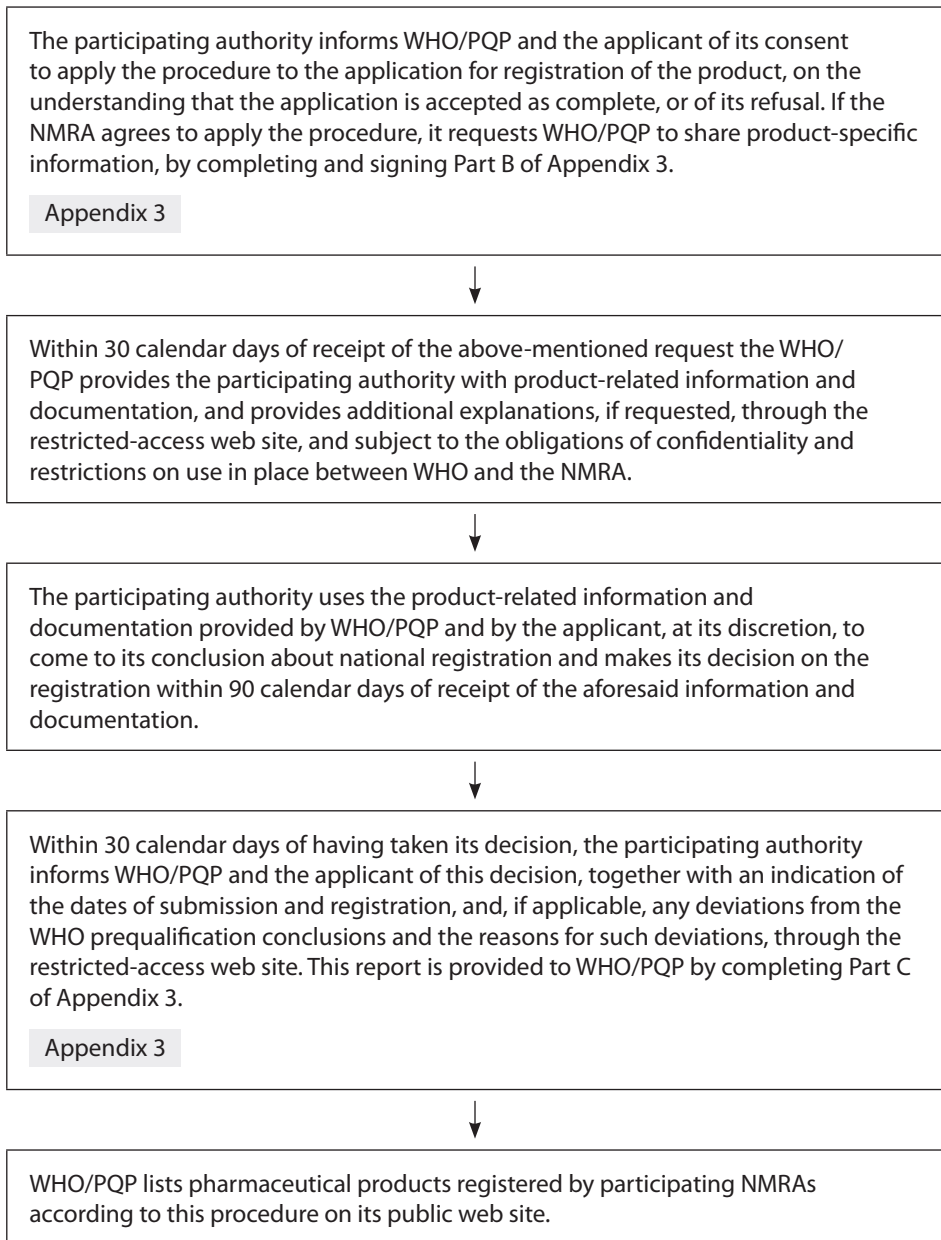 The participating authority informs WHO/PQP and the applicant of its consent
to apply the procedure to the application for registration of the product, on the
understanding that the application is accepted as complete, or of its refusal. If the
NMRA agrees to apply the procedure, it requests WHO/PQP to share product-specific
information, by completing and signing Part B of Appendix 3.
Appendix 3
Within 30 calendar days of receipt of the above-mentioned request the WHO/
PQP provides the participating authority with product-related information and
documentation, and provides additional explanations, if requested, through the
restricted-access web site, and subject to the obligations of confidentiality and
restrictions on use in place between WHO and the NMRA.
The participating authority uses the product-related information and
documentation provided by WHO/PQP and by the applicant, at its discretion, to
come to its conclusion about national registration and makes its decision on the
registration within 90 calendar days of receipt of the aforesaid information and
documentation.
Within 30 calendar days of having taken its decision, the participating authority
informs WHO/PQP and the applicant of this decision, together with an indication of
the dates of submission and registration, and, if applicable, any deviations from the
WHO prequalification conclusions and the reasons for such deviations, through the
restricted-access web site. This report is provided to WHO/PQP by completing Part C
of Appendix 3.
Appendix 3
WHO/PQP lists pharmaceutical products registered by participating NMRAs
according to this procedure on its public web site.